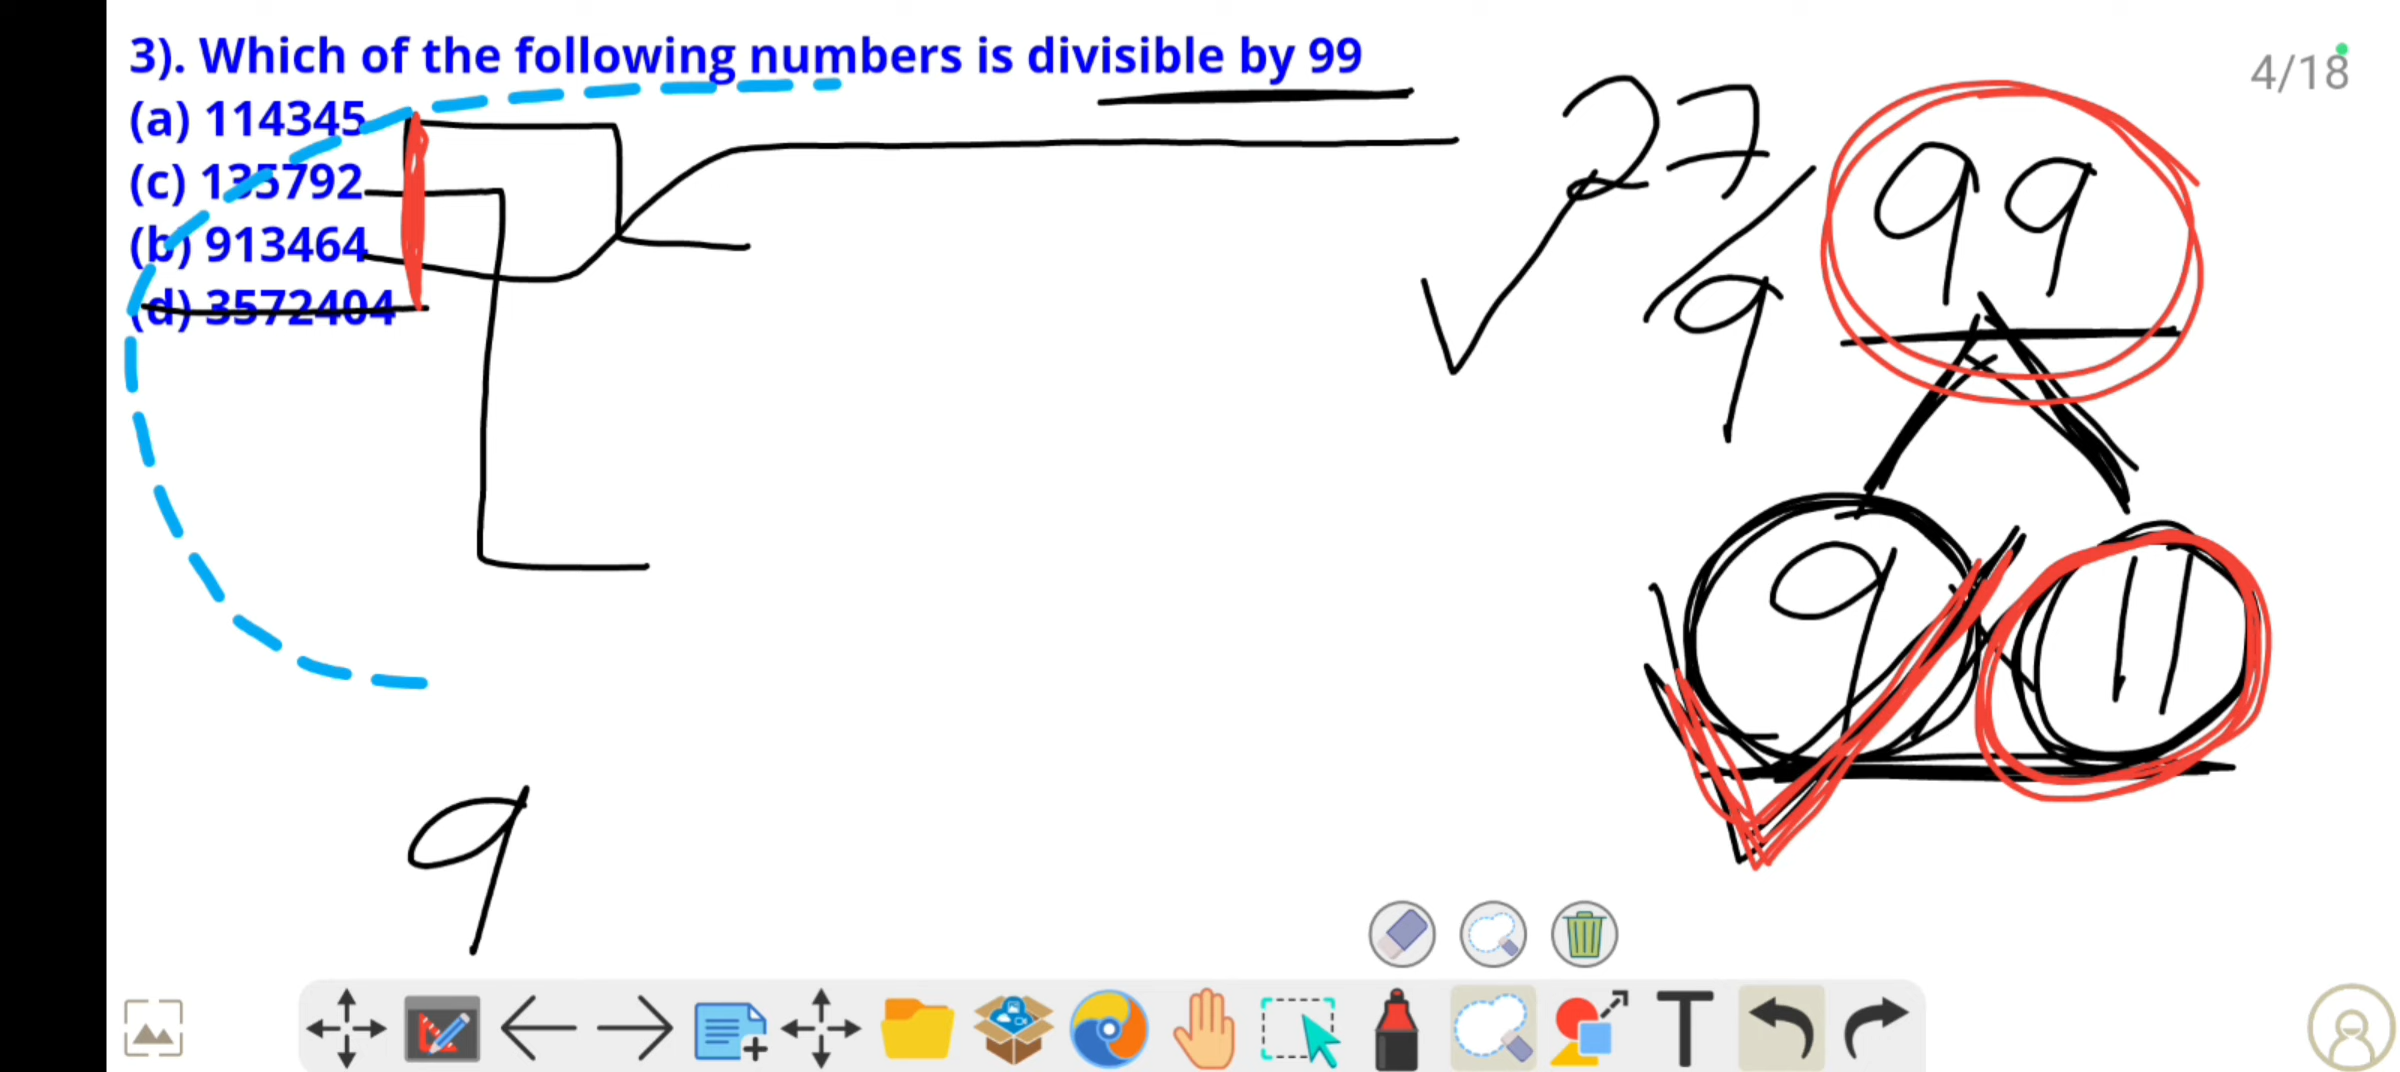 3). Which of the following numbers is divisible by 99
4/18
(a) 114345
(c) 135792
(b) 913464
(d) 3572404
27/9
99
9 11
9
T